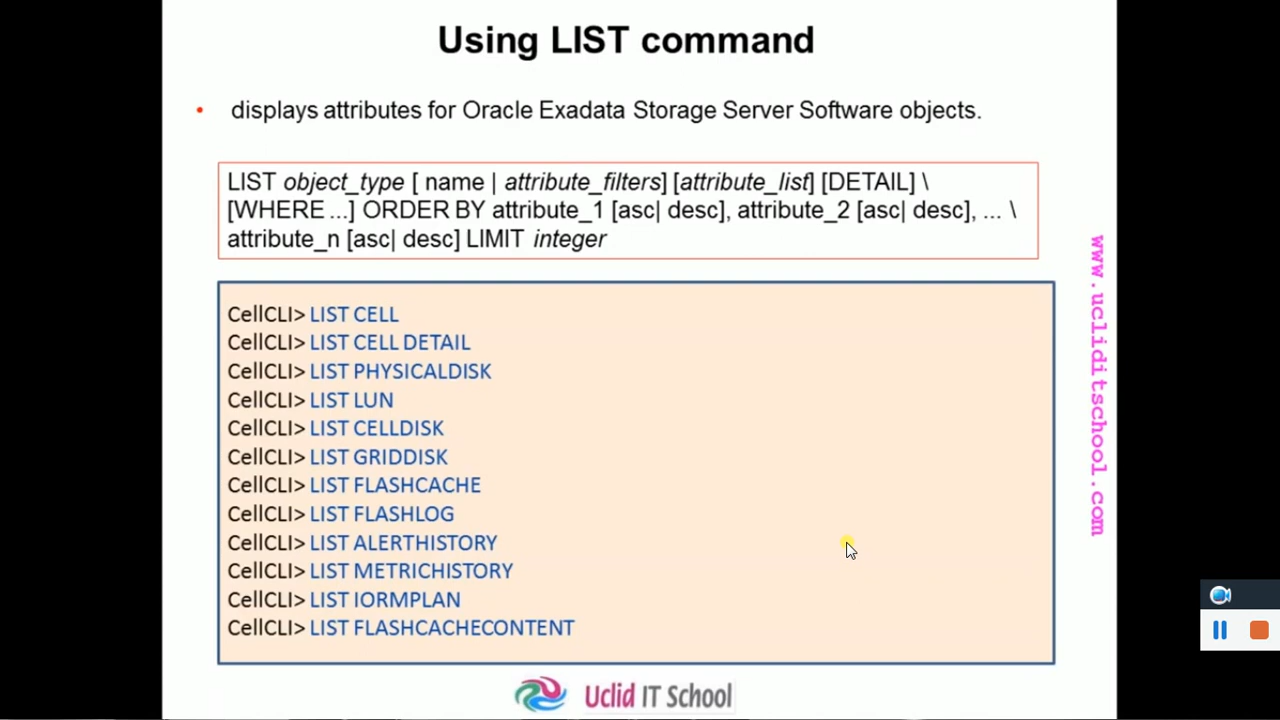 Using LIST command
• displays attributes for Oracle Exadata Storage Server Software objects.
LIST object_type [ name | attribute_filters] [attribute_list] [DETAIL] \
[WHERE ...] ORDER BY attribute_1 [asc| desc], attribute_2 [asc| desc], ... \
attribute_n [asc| desc] LIMIT integer
CellCLI> LIST CELL
CellCLI> LIST CELL DETAIL
CellCLI> LIST PHYSICALDISK
CellCLI> LIST LUN
CellCLI> LIST CELLDISK
CellCLI> LIST GRIDDISK
CellCLI> LIST FLASHCACHE
CellCLI> LIST FLASHLOG
CellCLI> LIST ALERTHISTORY
CellCLI> LIST METRICHISTORY
CellCLI> LIST IORMPLAN
CellCLI> LIST FLASHCACHECONTENT
www.ucliditschool.com
Uclid IT School